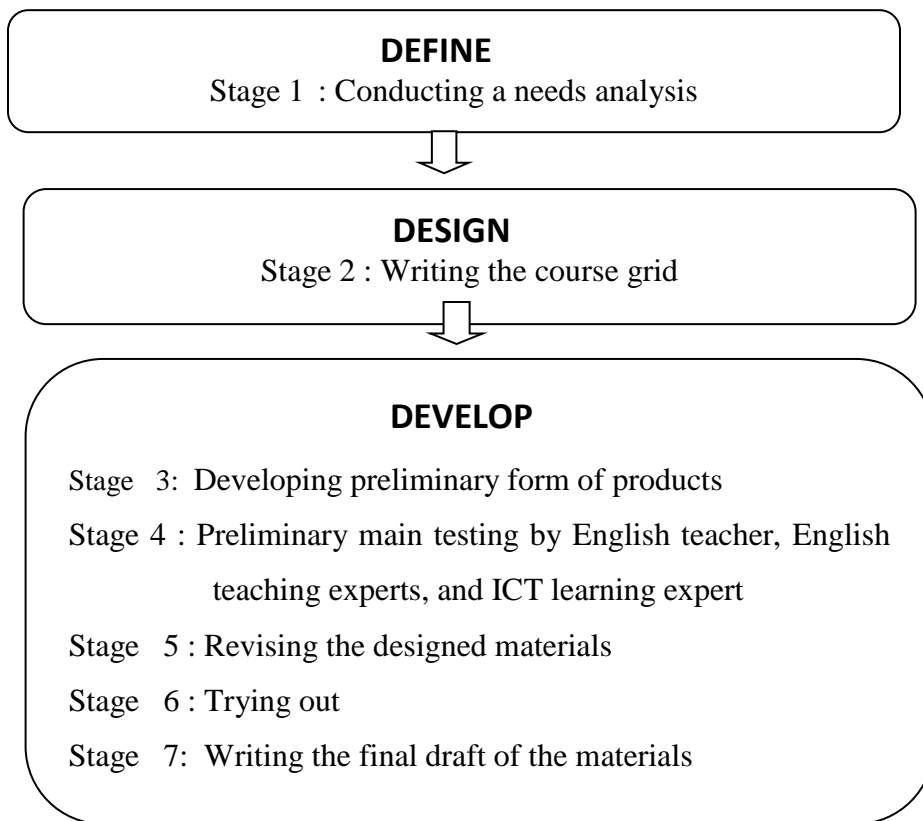 DEFINE
Stage 1 : Conducting a needs analysis
DESIGN
Stage 2 : Writing the course grid
DEVELOP
Stage 3: Developing preliminary form of products
Stage 4 : Preliminary main testing by English teacher, English
teaching experts, and ICT learning expert
Stage 5 : Revising the designed materials
Stage 6 : Trying out
Stage 7: Writing the final draft of the materials